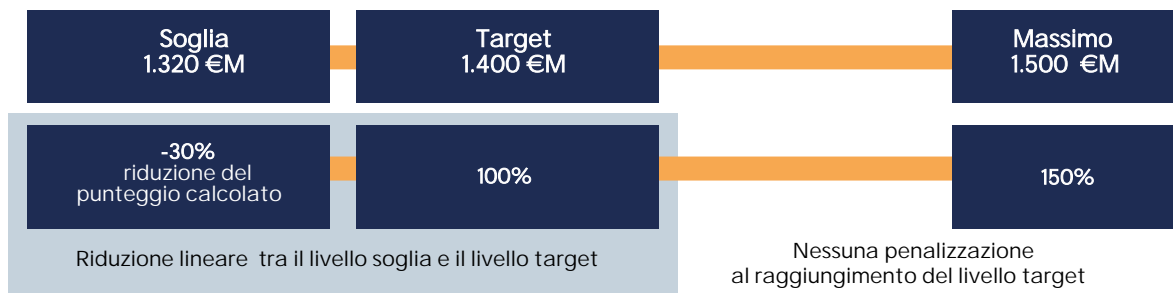 Soglia
1.320 €M
Target
1.400 €M
Massimo
1.500 €M
-30%
riduzione del
punteggio calcolato
100%
150%
Riduzione lineare tra il livello soglia e il livello target
Nessuna penalizzazione
al raggiungimento del livello target